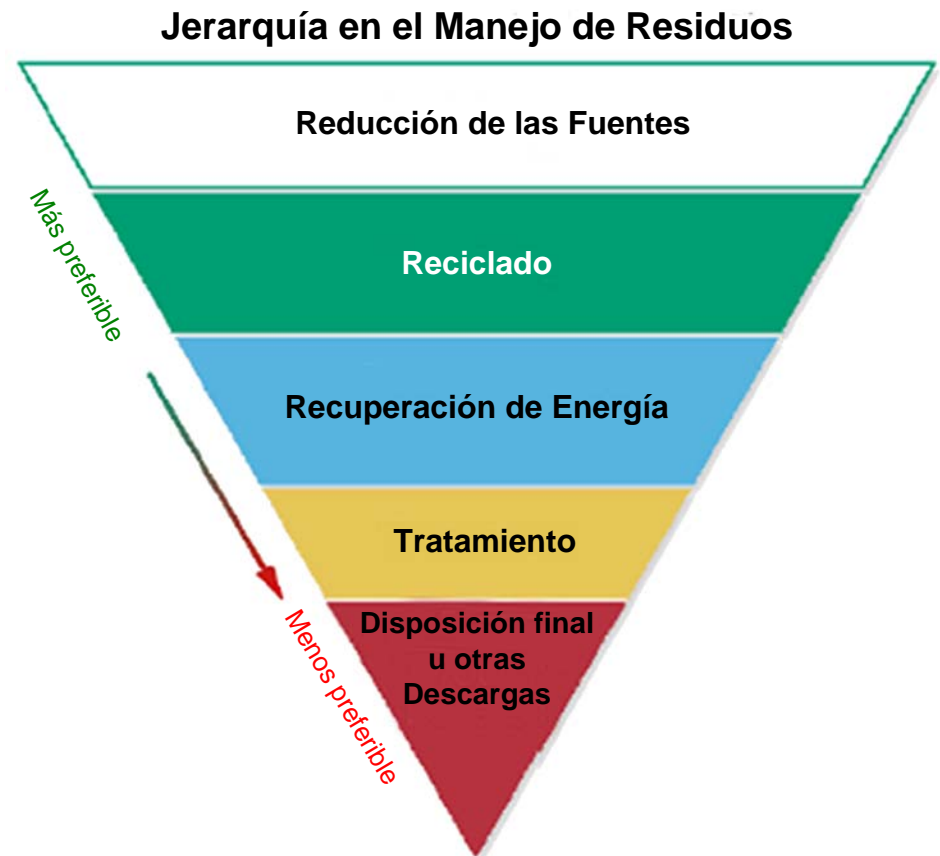 Jerarquía en el Manejo de Residuos
Reducción de las Fuentes
Más preferible
Reciclado
Recuperación de Energía
Tratamiento
Menos preferible
Disposición final
u otras
Descargas